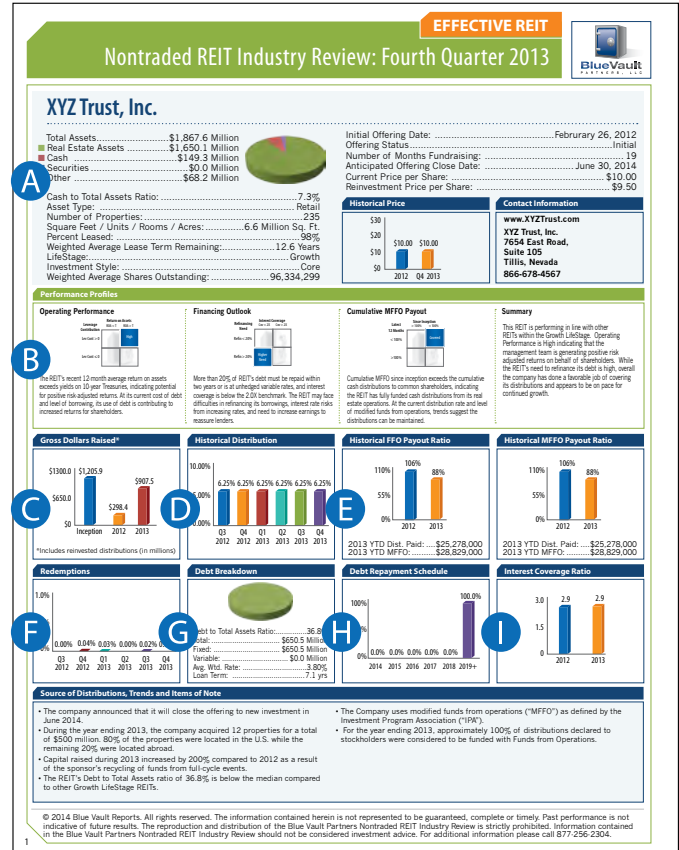 EFFECTIVE REIT
Nontraded REIT Industry Review: Fourth Quarter 2013
BlueVault
PARTNERS, LLC
XYZ Trust, Inc.
Total Assets..............................$1,867.6 Million
Real Estate Assets ..................$1,650.1 Million
Cash ..............................$149.3 Million
Securities ..............................$0.0 Million
Other ..............................$68.2 Million
A
Cash to Total Assets Ratio: ..............................7.3%
Asset Type: .............................. Retail
Number of Properties:..............................235
Square Feet / Units / Rooms / Acres:..............6.6 Million Sq. Ft.
Percent Leased: ..............................98%
Weighted Average Lease Term Remaining:..............12.6 Years
LifeStage:..............................Growth
Investment Style: ..............................Core
Weighted Average Shares Outstanding: ..............96,334,299
Initial Offering Date: ..............................Februrary 26, 2012
Offering Status..............................Initial
Number of Months Fundraising: ..............................19
Anticipated Offering Close Date: .............................. June 30, 2014
Current Price per Share: ..............................$10.00
Reinvestment Price per Share: ..............................$9.50
Historical Price
$30
$20
$10
$0
$10.00 $10.00
2012 Q4 2013
Contact Information
www.XYZTrust.com
XYZ Trust, Inc.
7654 East Road,
Suite 105
Tillis, Nevada
866-678-4567
Performance Profiles
B
Operating Performance
Return on Assets
Leverage
Contribution
High
The REIT's recent 12-month average return on assets
exceeds yields on 10-year Treasuries, indicating potential
for positive risk-adjusted returns. At its current cost of debt
and level of borrowing, its use of debt is contributing to
increased returns for shareholders.
Financing Outlook
Interest Coverage
Refinancing
Need
Higher
Need
More than 20% of REIT's debt must be repaid within
two years or is at unhedged variable rates, and interest
coverage is below the 2.0X benchmark. The REIT may face
difficulties in refinancing its borrowings, interest rate risks
from increasing rates, and need to increase earnings to
reassure lenders.
Cumulative MFFO Payout
Since Inception
Latest
12 Months
Cumulative MFFO since inception exceeds the cumulative
cash distributions to common shareholders, indicating
the REIT has fully funded cash distributions from its real
estate operations. At the current distribution rate and level
of modified funds from operations, trends suggest the
distributions can be maintained.
Summary
This REIT is performing in line with other
REITs within the Growth LifeStage. Operating
Performance is High indicating that the
management team is generating positive risk
adjusted returns on behalf of shareholders. While
the REIT's need to refinance its debt is high, overall
the company has done a favorable job of covering
its distributions and appears to be on pace for
continued growth.
Gross Dollars Raised*
C
$1300.0
$650.0
$0
$1,205.9
$298.4
$907.5
Inception 2012 2013
*Includes reinvested distributions (in millions)
Historical Distribution
D
10.00%
6.25% 6.25% 6.25% 6.25% 6.25% 6.25%
Q3 Q4 Q1 Q2 Q3 Q4
2012 2012 2013 2013 2013 2013
Historical FFO Payout Ratio
E
110%
55%
0%
106%
88%
2012 2013
2013 YTD Dist. Paid: ....$25,278,000
2013 YTD MFFO: ..........$28,829,000
Historical MFFO Payout Ratio
110%
55%
0%
106%
88%
2012 2013
2013 YTD Dist. Paid: ....$25,278,000
2013 YTD MFFO: ..........$28,829,000
Redemptions
F
1.0%
0.00% 0.04% 0.03% 0.00% 0.02%
Q3 Q4 Q1 Q2 Q3 Q4
2012 2012 2013 2013 2013 2013
Debt Breakdown
G
Debt to Total Assets Ratio:..............36.8%
Total:..............................$650.5 Million
Fixed: ..............................$650.5 Million
Variable: ..............................$0.0 Million
Avg. Wtd. Rate: ..............................3.80%
Loan Term: ..............................7.1 yrs
Debt Repayment Schedule
H
100%
0%
0.0% 0.0% 0.0% 0.0% 0.0% 100.0%
2014 2015 2016 2017 2018 2019+
Interest Coverage Ratio
I
3.0
1.5
0
2.9 2.9
2012 2013
Source of Distributions, Trends and Items of Note
• The company announced that it will close the offering to new investment in
June 2014.
• During the year ending 2013, the company acquired 12 properties for a total
of $500 million. 80% of the properties were located in the U.S. while the
remaining 20% were located abroad.
• Capital raised during 2013 increased by 200% compared to 2012 as a result
of the sponsor's recycling of funds from full-cycle events.
• The REIT's Debt to Total Assets ratio of 36.8% is below the median compared
to other Growth LifeStage REITs.
• The Company uses modified funds from operations ("MFFO") as defined by the
Investment Program Association ("IPA").
• For the year ending 2013, approximately 100% of distributions declared to
stockholders were considered to be funded with Funds from Operations.
© 2014 Blue Vault Reports. All rights reserved. The information contained herein is not represented to be guaranteed, complete or timely. Past performance is not
indicative of future results. The reproduction and distribution of the Blue Vault Partners Nontraded REIT Industry Review is strictly prohibited. Information contained
in the Blue Vault Partners Nontraded REIT Industry Review should not be considered investment advice. For additional information please call 877-256-2304.
1